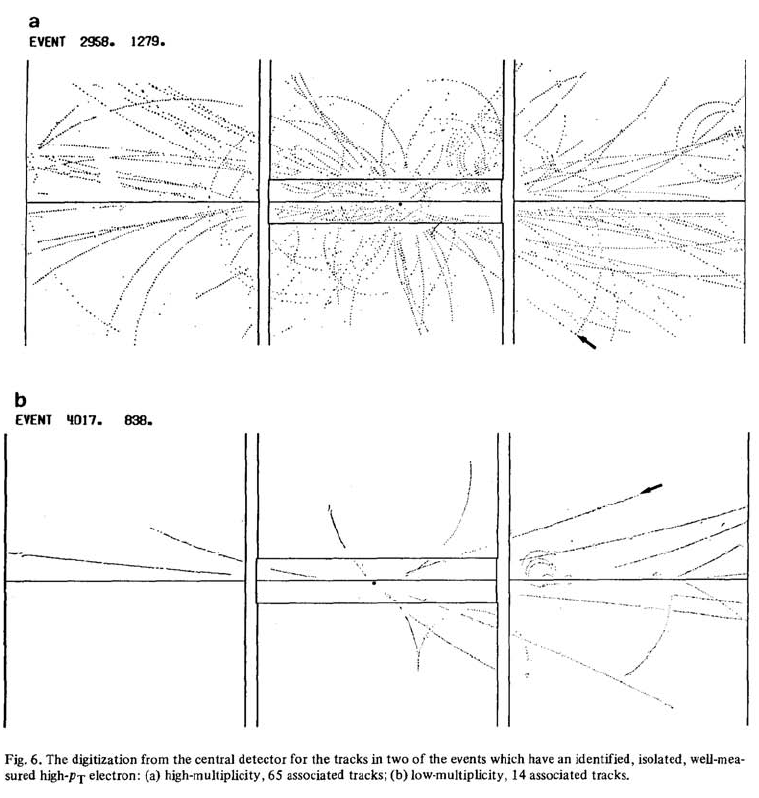 a
EVENT 2958. 1279.
b
EVENT 4017. 838.
Fig. 6. The digitization from the central detector for the tracks in two of the events which have an identified, isolated, well-mea-
sured high-pT electron: (a) high-multiplicity, 65 associated tracks; (b) low-multiplicity, 14 associated tracks.